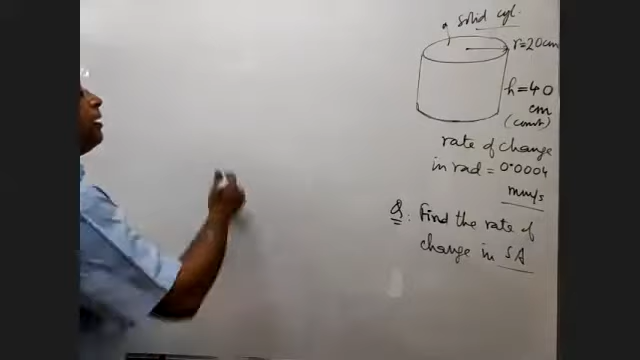 solid cyl.
r=20cm
h=40
cm
(const)
rate of change
in rad = 0.0004
mm/s
Q: Find the rate of
change in SA